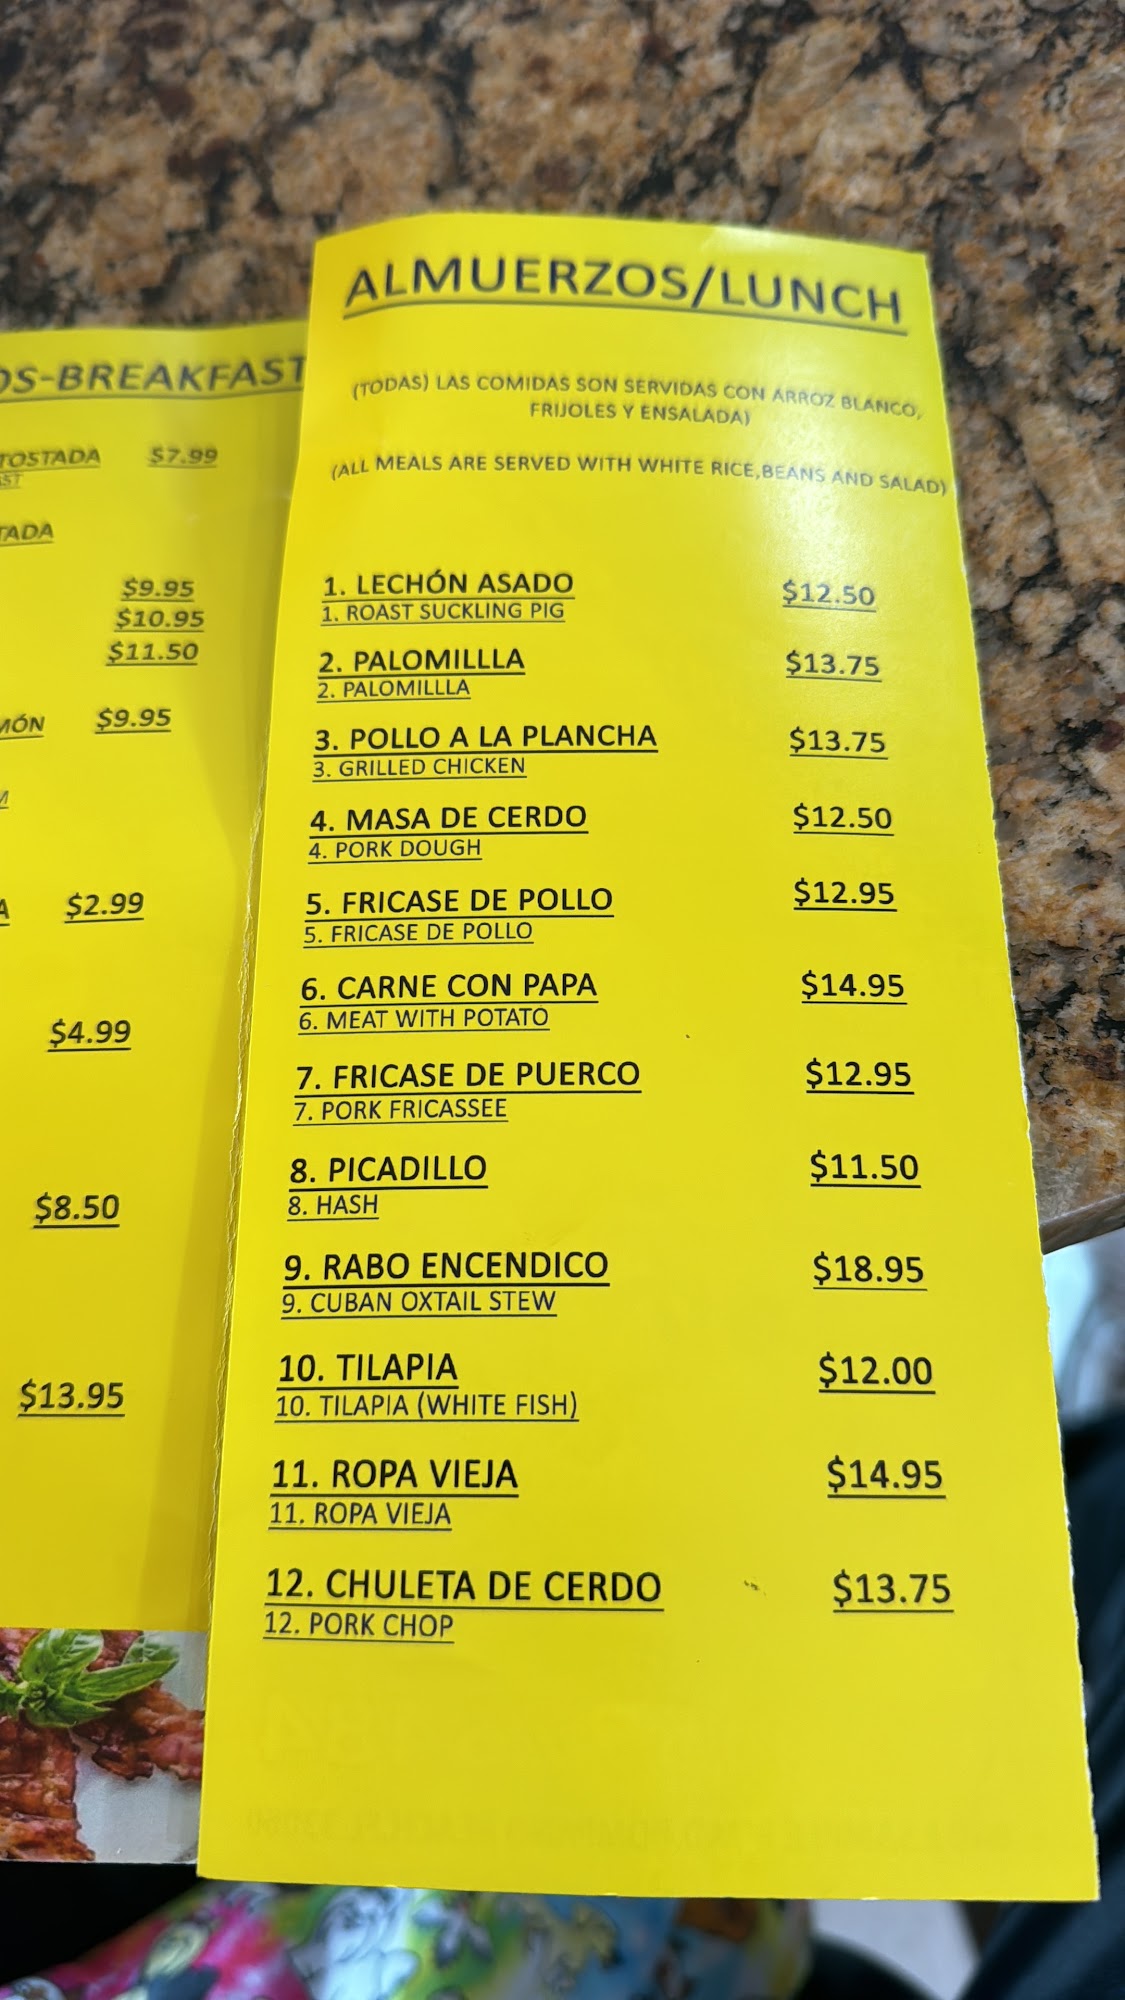 ALMUERZOS/LUNCH
(TODAS) LAS COMIDAS SON SERVIDAS CON ARROZ BLANCO,
FRIJOLES Y ENSALADA)
(ALL MEALS ARE SERVED WITH WHITE RICE,BEANS AND SALAD)
1. LECHÓN ASADO $12.50
1. ROAST SUCKLING PIG
2. PALOMILLLA $13.75
2. PALOMILLLA
3. POLLO A LA PLANCHA $13.75
3. GRILLED CHICKEN
4. MASA DE CERDO $12.50
4. PORK DOUGH
5. FRICASE DE POLLO $12.95
5. FRICASE DE POLLO
6. CARNE CON PAPA $14.95
6. MEAT WITH POTATO
7. FRICASE DE PUERCO $12.95
7. PORK FRICASSEE
8. PICADILLO $11.50
8. HASH
9. RABO ENCENDICO $18.95
9. CUBAN OXTAIL STEW
10. TILAPIA $12.00
10. TILAPIA (WHITE FISH)
11. ROPA VIEJA $14.95
11. ROPA VIEJA
12. CHULETA DE CERDO $13.75
12. PORK CHOP
OS-BREAKFAST
TOSTADA $7.99
AST
TADA
$9.95
$10.95
$11.50
MÓN $9.95
M
A $2.99
$4.99
$8.50
$13.95